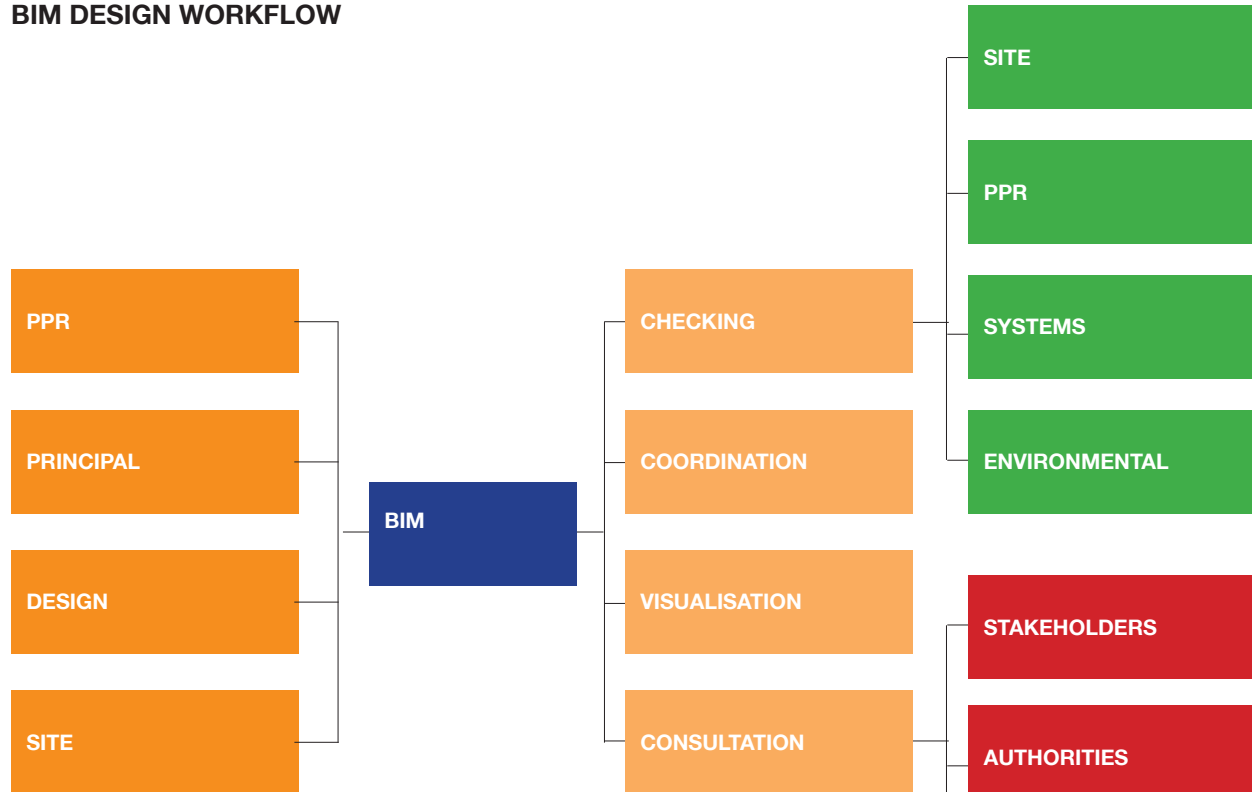 BIM DESIGN WORKFLOW
PPR
PRINCIPAL
DESIGN
SITE
BIM
CHECKING
COORDINATION
VISUALISATION
CONSULTATION
SITE
PPR
SYSTEMS
ENVIRONMENTAL
STAKEHOLDERS
AUTHORITIES